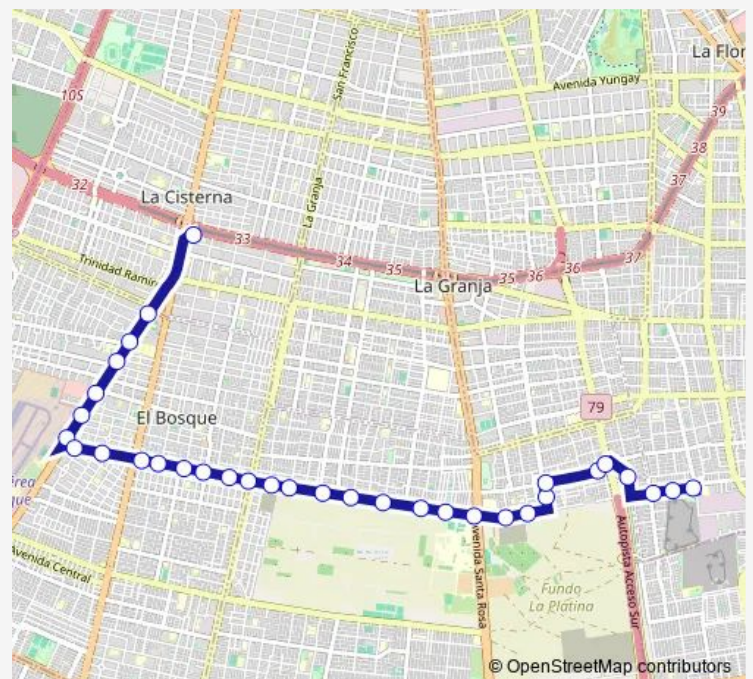 La Flor
Avenida Yungay
San Francisco
105
39
38
37
32
La Cisterna
La Granja
33
34
35
La Granja
35
36
36
37
Trinidad Ramír
79
El Bosque
Avenida Central
Avenida Santa Rosa
Autopista Acceso Sur
Fundo
La Platina
© OpenStreetMap contributors